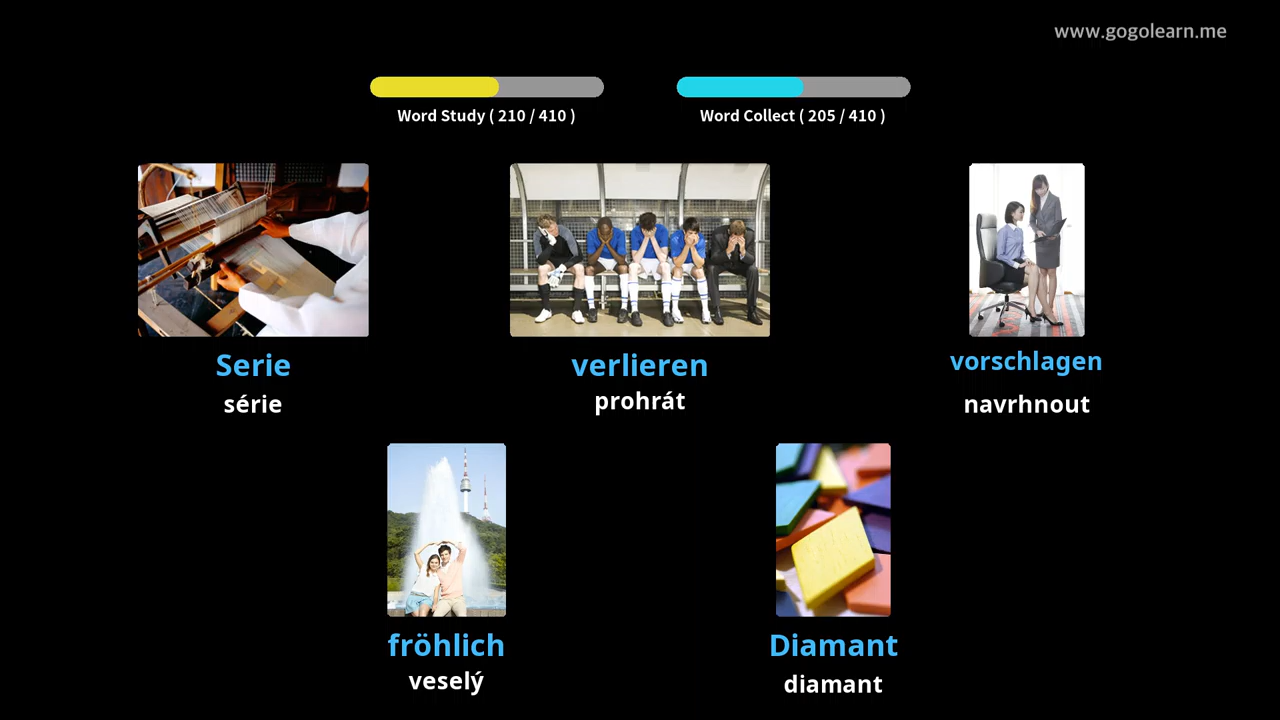 www.gogolearn.me
Word Study ( 210 / 410 )
Word Collect ( 205 / 410 )
Serie
série
verlieren
prohrát
vorschlagen
navrhnout
fröhlich
veselý
Diamant
diamant